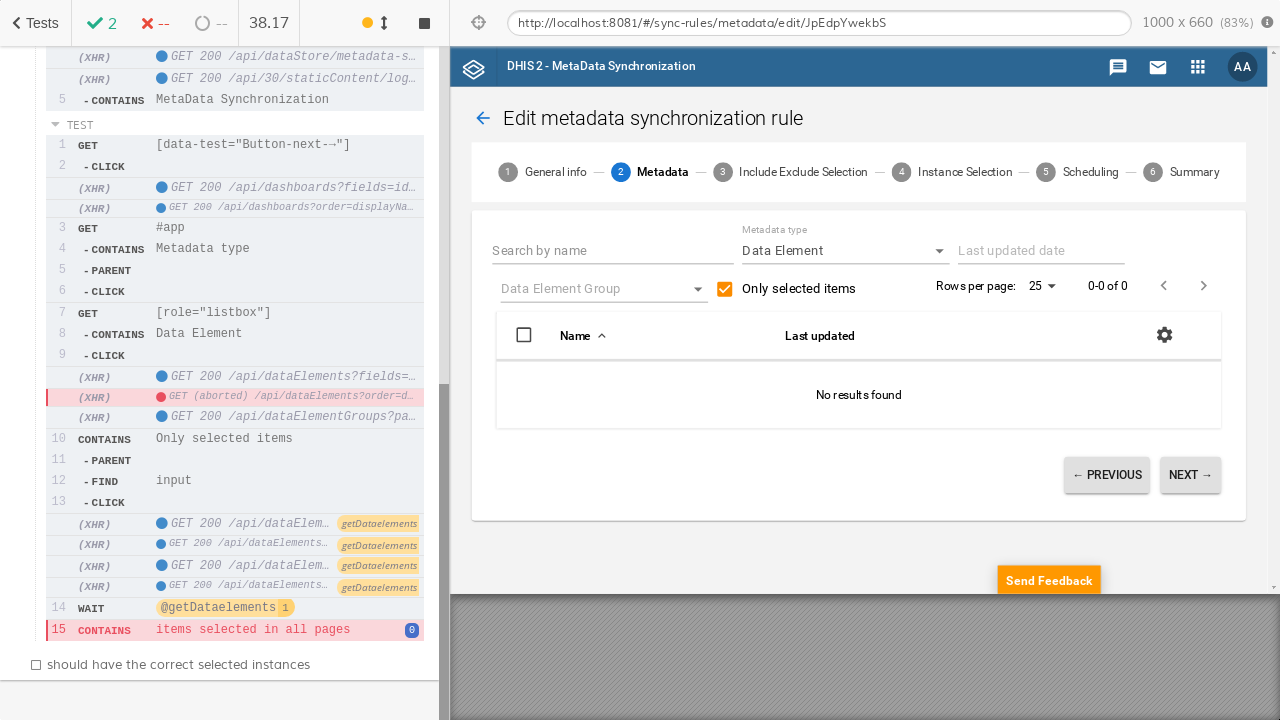 Tests 2 -- -- 38.17
(XHR) GET 200 /api/dataStore/metadata-s...
(XHR) GET 200 /api/30/staticContent/log...
5 -CONTAINS MetaData Synchronization
TEST
1 GET [data-test="Button-next-→"]
2 -CLICK
(XHR) GET 200 /api/dashboards?fields=id...
(XHR) GET 200 /api/dashboards?order=displayNa...
3 GET #app
4 -CONTAINS Metadata type
5 -PARENT
6 -CLICK
7 GET [role="listbox"]
8 -CONTAINS Data Element
9 -CLICK
(XHR) GET 200 /api/dataElements?fields=...
(XHR) GET (aborted) /api/dataElements?order=d...
(XHR) GET 200 /api/dataElementGroups?pa...
10 CONTAINS Only selected items
11 -PARENT
12 -FIND input
13 -CLICK
(XHR) GET 200 /api/dataElem... getDataelements
(XHR) GET 200 /api/dataElements... getDataelements
(XHR) GET 200 /api/dataElem... getDataelements
(XHR) GET 200 /api/dataElements... getDataelements
14 WAIT @getDataelements 1
15 CONTAINS items selected in all pages 0
should have the correct selected instances
http://localhost:8081/#/sync-rules/metadata/edit/JpEdpYwekbS 1000 x 660 (83%)
DHIS 2 - MetaData Synchronization AA
Edit metadata synchronization rule
1 General info 2 Metadata 3 Include Exclude Selection 4 Instance Selection 5 Scheduling 6 Summary
Metadata type
Search by name Data Element Last updated date
Data Element Group Only selected items Rows per page: 25 0-0 of 0
Name Last updated
No results found
← PREVIOUS NEXT →
Send Feedback